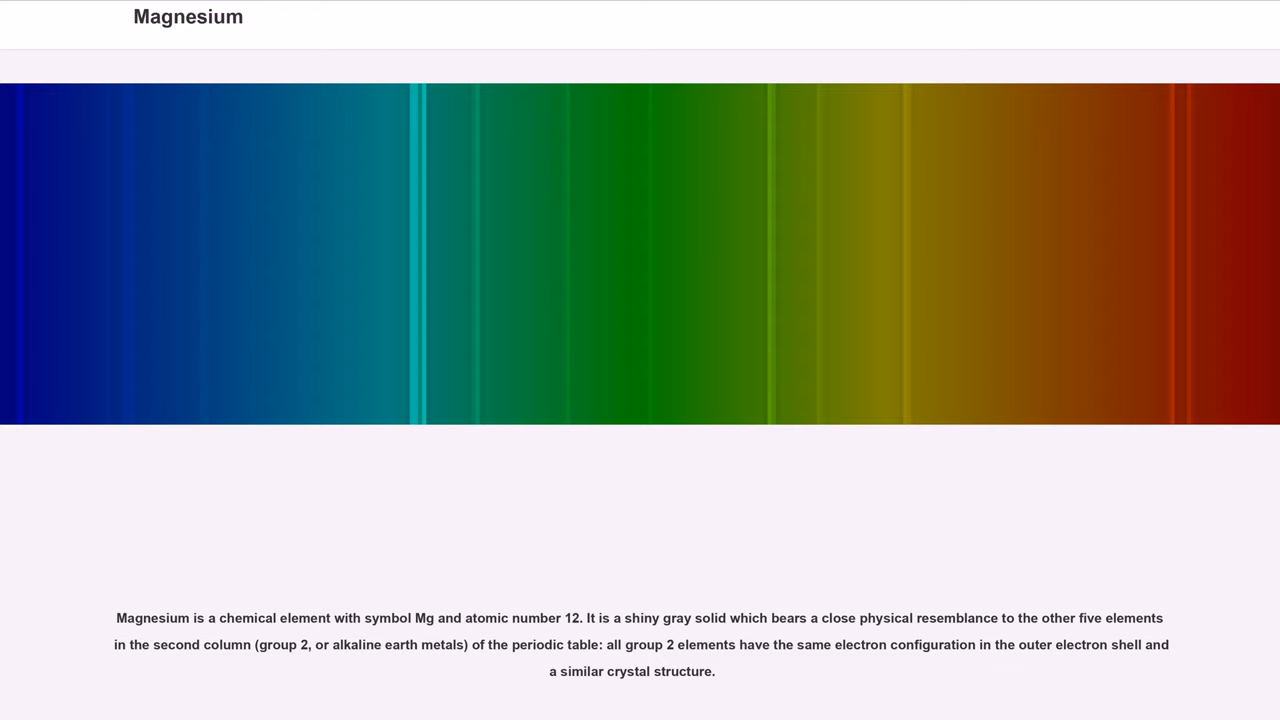 Magnesium
Magnesium is a chemical element with symbol Mg and atomic number 12. It is a shiny gray solid which bears a close physical resemblance to the other five elements
in the second column (group 2, or alkaline earth metals) of the periodic table: all group 2 elements have the same electron configuration in the outer electron shell and
a similar crystal structure.